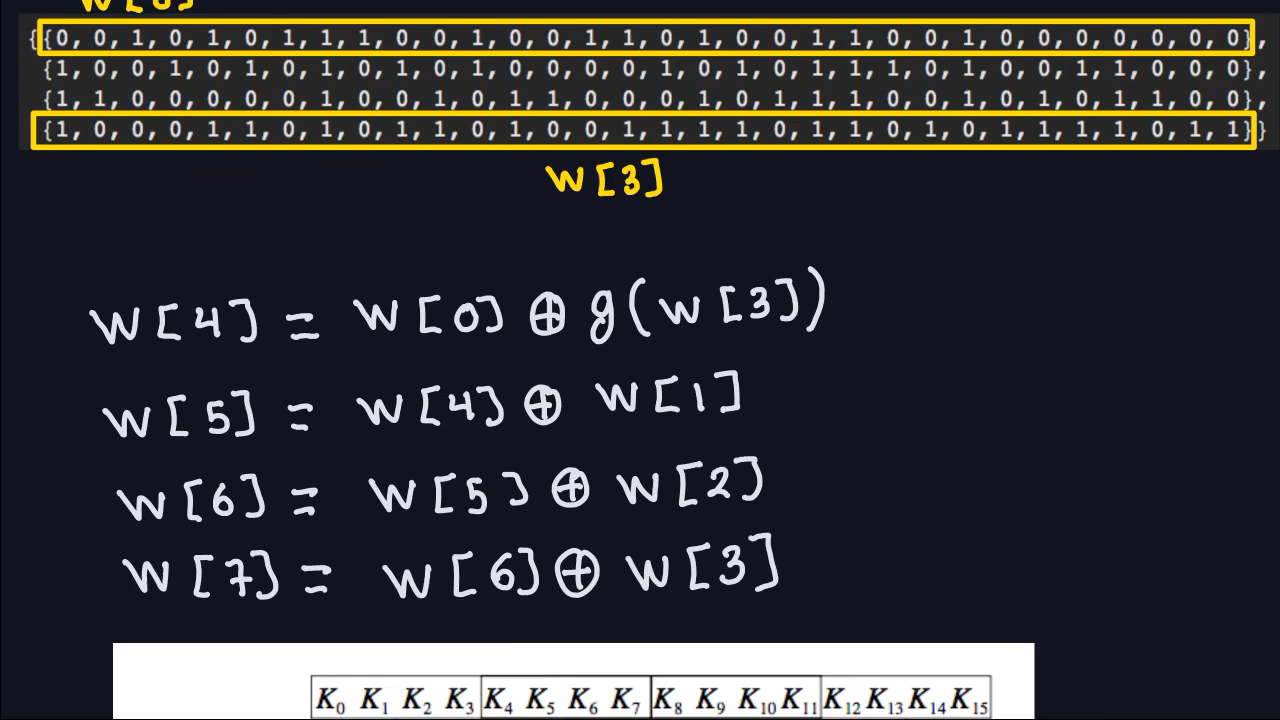 W[0]
{{0, 0, 1, 0, 1, 0, 1, 1, 1, 0, 0, 1, 0, 0, 1, 1, 0, 1, 0, 0, 1, 1, 0, 0, 1, 0, 0, 0, 0, 0, 0, 0},
{1, 0, 0, 1, 0, 1, 0, 1, 0, 1, 0, 1, 0, 0, 0, 0, 1, 0, 1, 0, 1, 1, 1, 0, 1, 0, 0, 1, 1, 0, 0, 0},
{1, 1, 0, 0, 0, 0, 0, 1, 0, 0, 1, 0, 1, 1, 0, 0, 0, 1, 0, 1, 1, 1, 0, 0, 1, 0, 1, 0, 1, 1, 0, 0},
{1, 0, 0, 0, 1, 1, 0, 1, 0, 1, 1, 0, 1, 0, 0, 1, 1, 1, 1, 0, 1, 1, 0, 1, 0, 1, 1, 1, 1, 0, 1, 1}}
W[3]
W[4] = W[0] ⊕ g(W[3])
W[5] = W[4] ⊕ W[1]
W[6] = W[5] ⊕ W[2]
W[7] = W[6] ⊕ W[3]
K₀ K₁ K₂ K₃ K₄ K₅ K₆ K₇ K₈ K₉ K₁₀ K₁₁ K₁₂ K₁₃ K₁₄ K₁₅